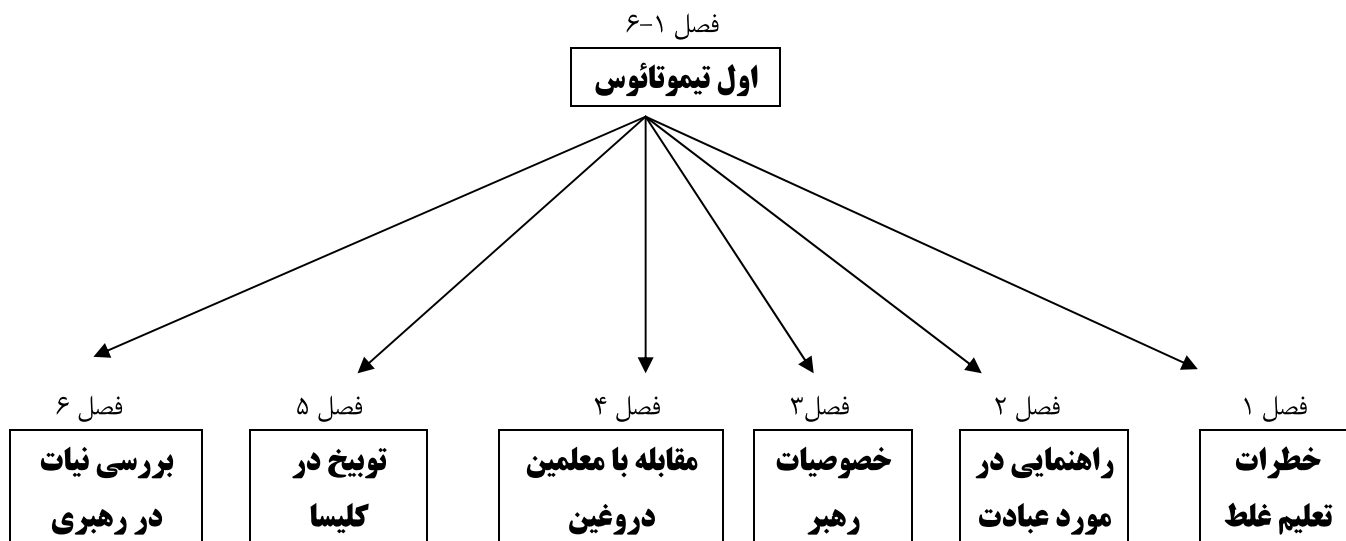 فصل ۱-۶
اول تیموتائوس
فصل ۱
خطرات
تعلیم غلط
فصل ۲
راهنمایی در
مورد عبادت
فصل۳
خصوصیات
رهبر
فصل ۴
مقابله با معلمین
دروغین
فصل ۵
توبیخ در
کلیسا
فصل ۶
بررسی نیات
در رهبری